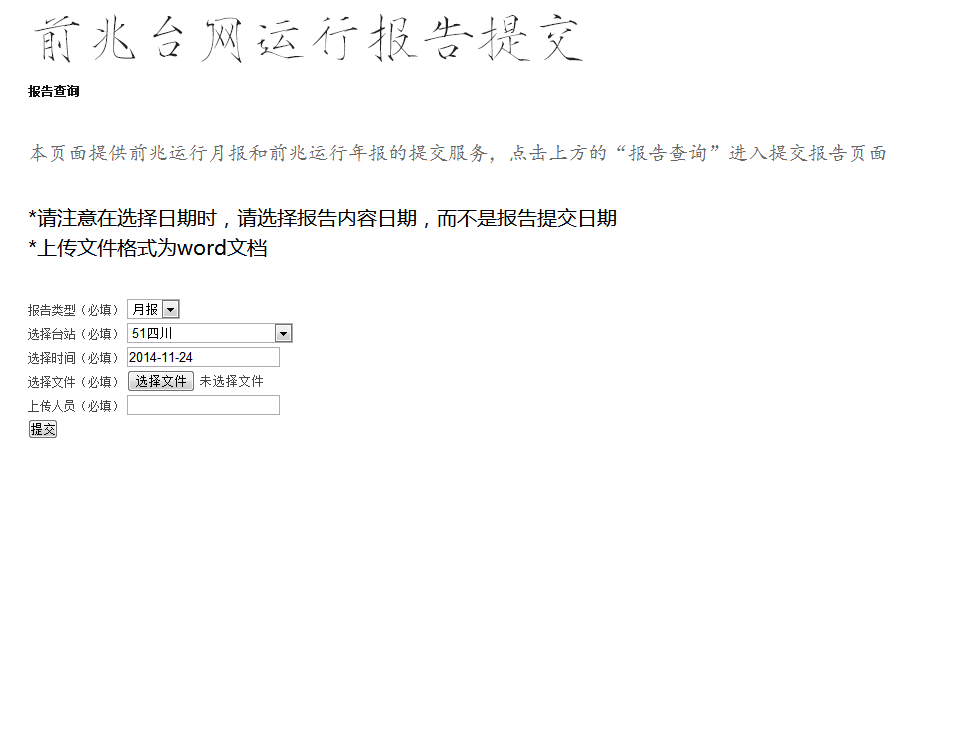 前兆台网运行报告提交
报告查询
本页面提供前兆运行月报和前兆运行年报的提交服务，点击上方的“报告查询”进入提交报告页面
*请注意在选择日期时，请选择报告内容日期，而不是报告提交日期
*上传文件格式为word文档
报告类型（必填） 月报
选择台站（必填） 51四川
选择时间（必填） 2014-11-24
选择文件（必填） 选择文件 未选择文件
上传人员（必填）
提交